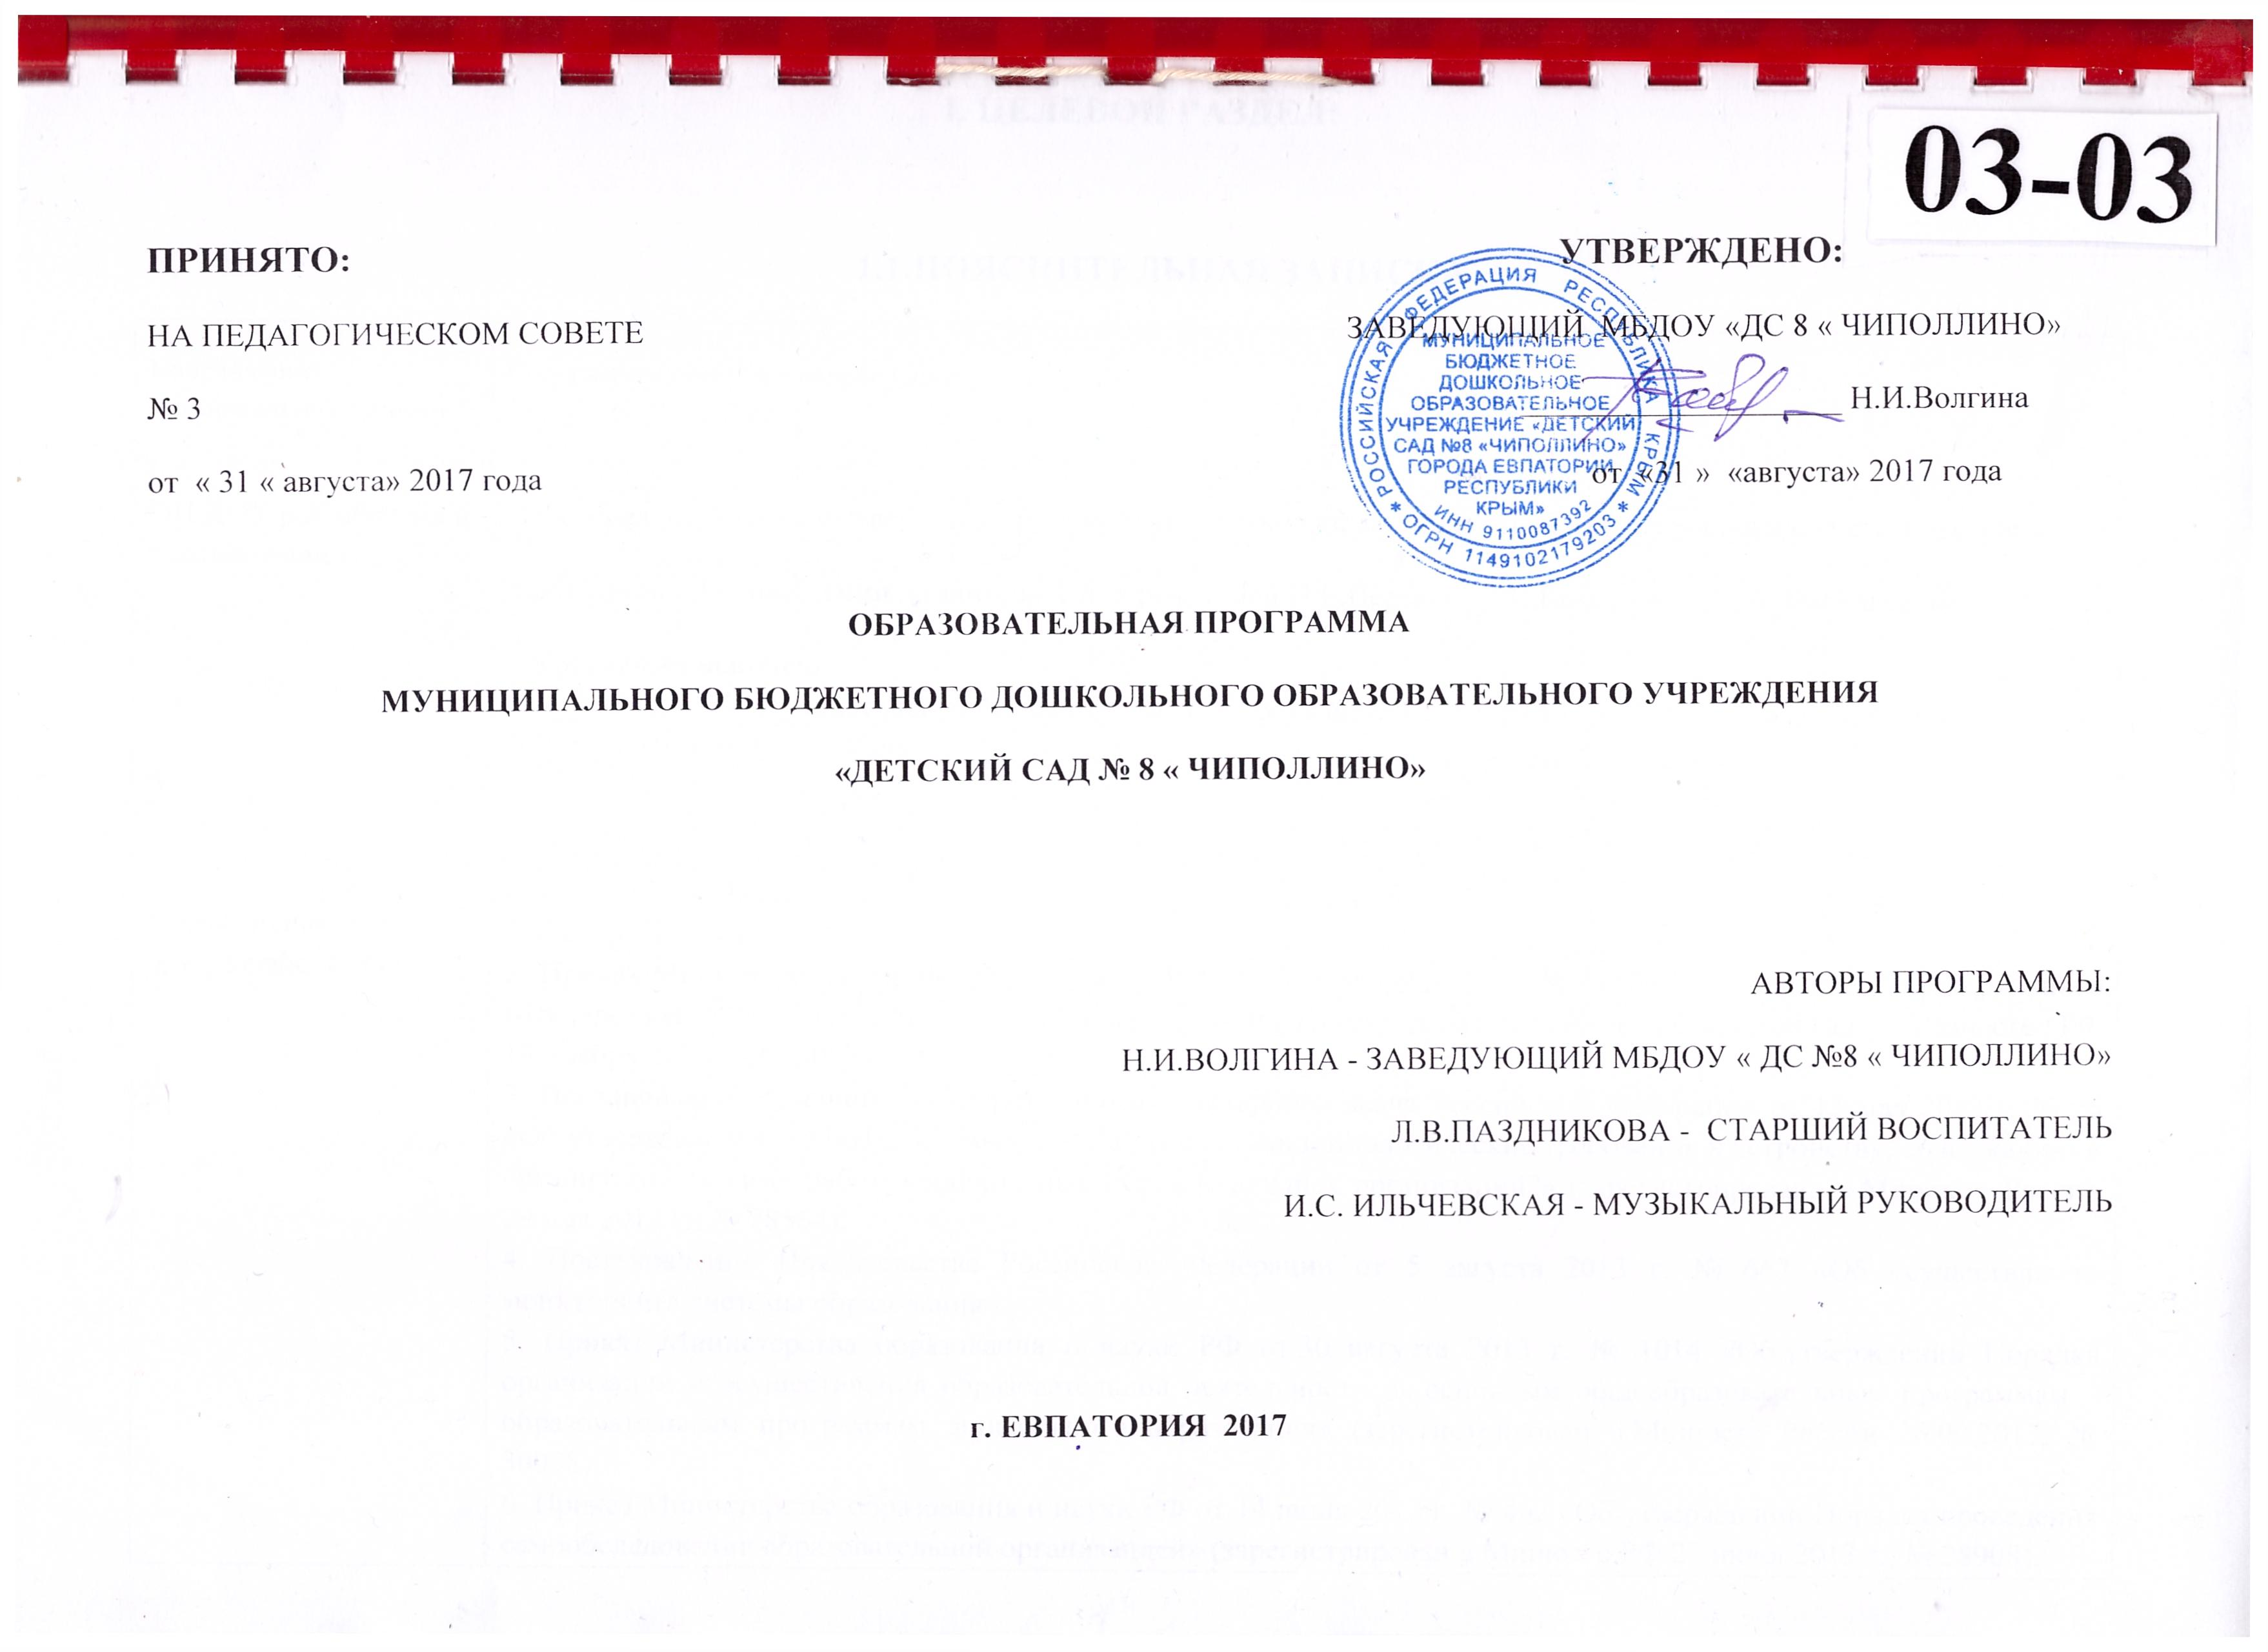 03-03
ПРИНЯТО:
НА ПЕДАГОГИЧЕСКОМ СОВЕТЕ
№ 3
от « 31 « августа» 2017 года
УТВЕРЖДЕНО:
ЗАВЕДУЮЩИЙ МБДОУ «ДС 8 « ЧИПОЛЛИНО»
Н.И.Волгина
от «31 » «августа» 2017 года
РОССИЙСКАЯ ФЕДЕРАЦИЯ РЕСПУБЛИКА КРЫМ
* ОГРН 1149102179203 *
МУНИЦИПАЛЬНОЕ
БЮДЖЕТНОЕ
ДОШКОЛЬНОЕ
ОБРАЗОВАТЕЛЬНОЕ
УЧРЕЖДЕНИЕ «ДЕТСКИЙ
САД №8 «ЧИПОЛЛИНО»
ГОРОДА ЕВПАТОРИИ
РЕСПУБЛИКИ
КРЫМ»
ИНН 9110087392
ОБРАЗОВАТЕЛЬНАЯ ПРОГРАММА
МУНИЦИПАЛЬНОГО БЮДЖЕТНОГО ДОШКОЛЬНОГО ОБРАЗОВАТЕЛЬНОГО УЧРЕЖДЕНИЯ
«ДЕТСКИЙ САД № 8 « ЧИПОЛЛИНО»
АВТОРЫ ПРОГРАММЫ:
Н.И.ВОЛГИНА - ЗАВЕДУЮЩИЙ МБДОУ « ДС №8 « ЧИПОЛЛИНО»
Л.В.ПАЗДНИКОВА - СТАРШИЙ ВОСПИТАТЕЛЬ
И.С. ИЛЬЧЕВСКАЯ - МУЗЫКАЛЬНЫЙ РУКОВОДИТЕЛЬ
г. ЕВПАТОРИЯ 2017